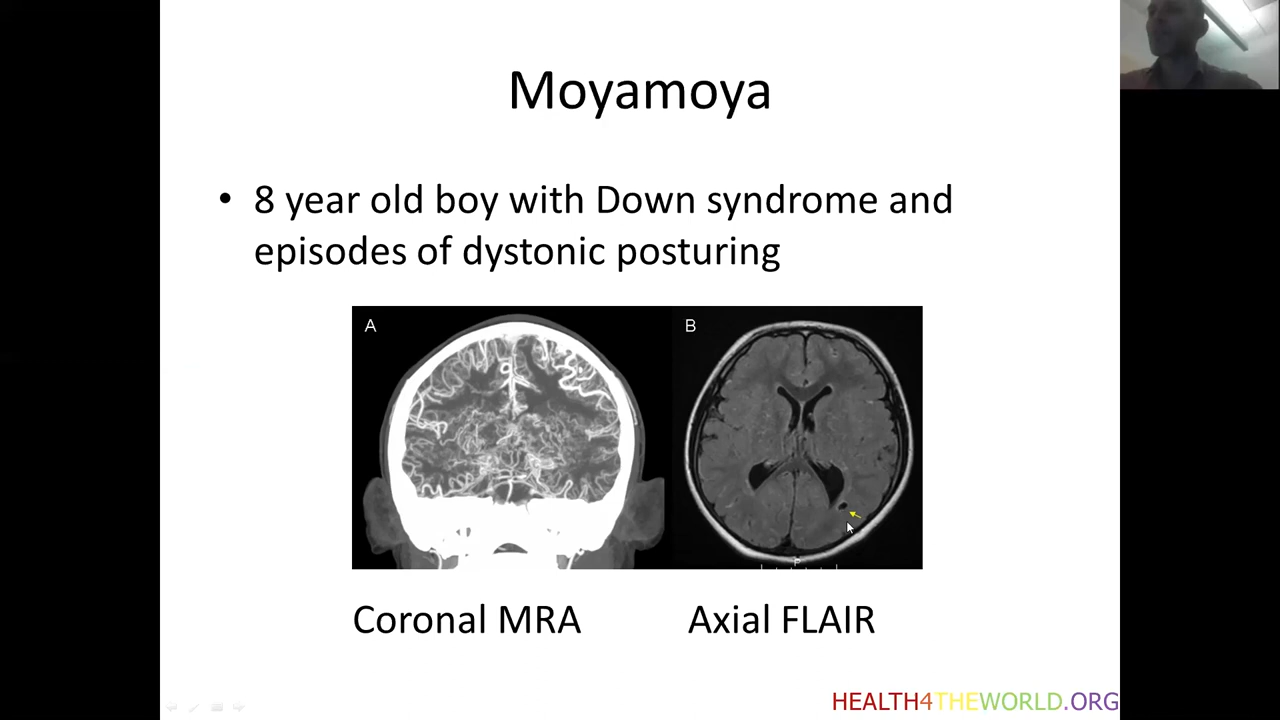 Moyamoya
• 8 year old boy with Down syndrome and
episodes of dystonic posturing
A
B
P
Coronal MRA
Axial FLAIR
HEALTH4THEWORLD.ORG